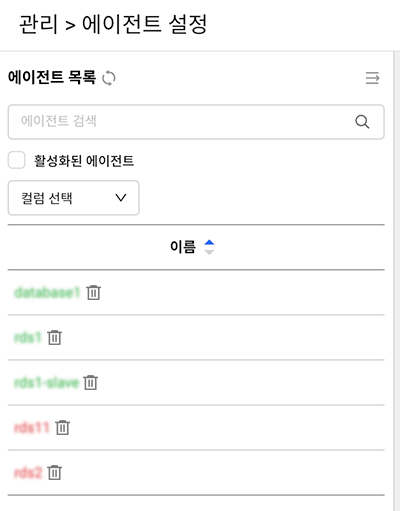 관리 > 에이전트 설정
에이전트 목록
에이전트 검색
활성화된 에이전트
컬럼 선택
이름
database1
rds1
rds1-slave
rds11
rds2